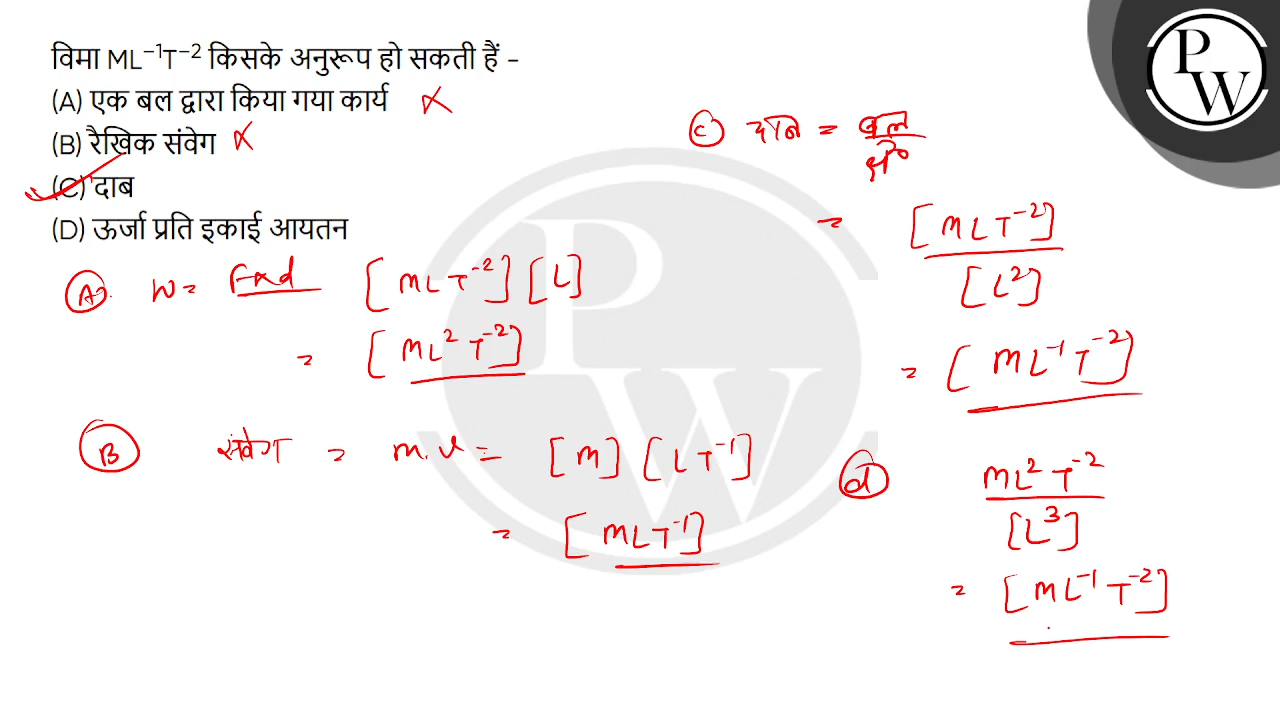 विमा ML⁻¹T⁻² किसके अनुरूप हो सकती हैं -
(A) एक बल द्वारा किया गया कार्य
(B) रैखिक संवेग
(C) दाब
(D) ऊर्जा प्रति इकाई आयतन
(A). W = F×d [MLT⁻²] [L]
= [ML²T⁻²]
(B) संवेग = m.v = [M] [LT⁻¹]
= [MLT⁻¹]
(C) = बल / क्षे०
= [MLT⁻²] / [L²]
= [ML⁻¹T⁻²]
(d) ML²T⁻² / [L³]
= [ML⁻¹T⁻²]
P
W
P
W